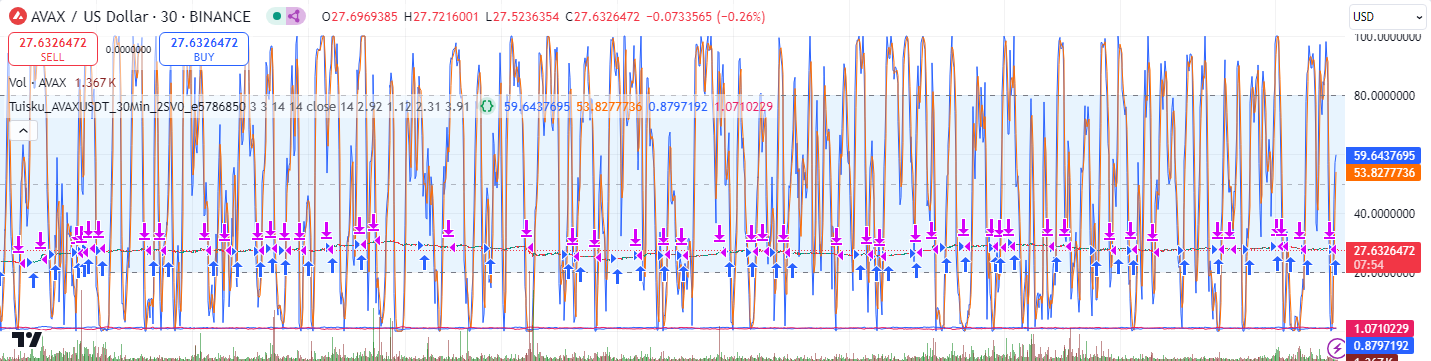 AVAX / US Dollar · 30 · BINANCE O27.6969385 H27.7216001 L27.5236354 C27.6326472 −0.0733565 (−0.26%)
USD
27.6326472 SELL
0.0000000
27.6326472 BUY
Vol · AVAX 1.367 K
Tuisku_AVAXUSDT_30Min_2SV0_e5786850 3 3 14 14 close 14 2.92 1.12 2.31 3.91 59.6437695 53.8277736 0.8797192 1.0710229
100.0000000
80.0000000
59.6437695
53.8277736
40.0000000
27.6326472
07:54
20.0000000
1.0710229
0.8797192
1.367 K